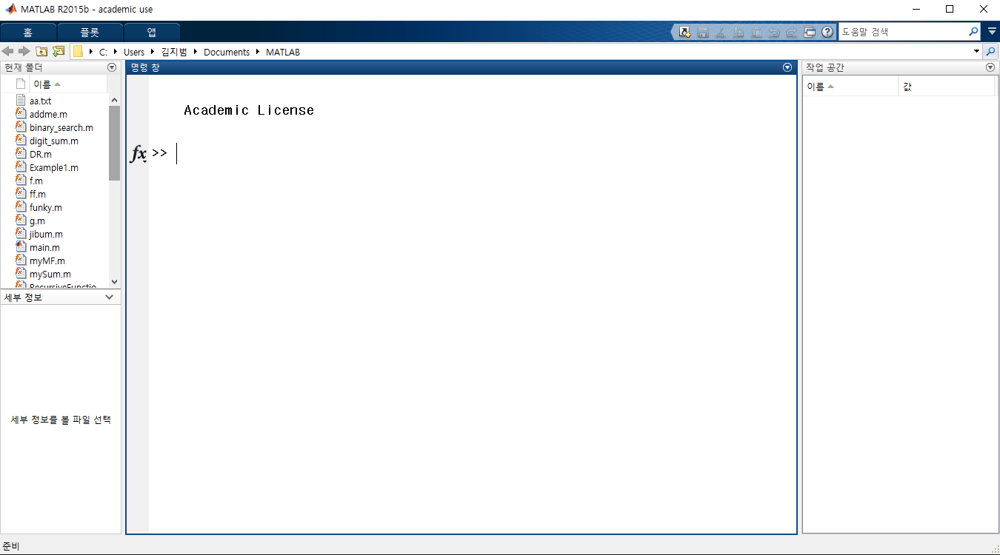 MATLAB R2015b - academic use
홈 플롯 앱
도움말 검색
C: Users 김지범 Documents MATLAB
현재 폴더
이름
aa.txt
addme.m
binary_search.m
digit_sum.m
DR.m
Example1.m
f.m
ff.m
funky.m
g.m
jibum.m
main.m
myMF.m
mySum.m
RecursiveFunctio
세부 정보
세부 정보를 볼 파일 선택
명령 창
Academic License
fx >>
작업 공간
이름 값
준비